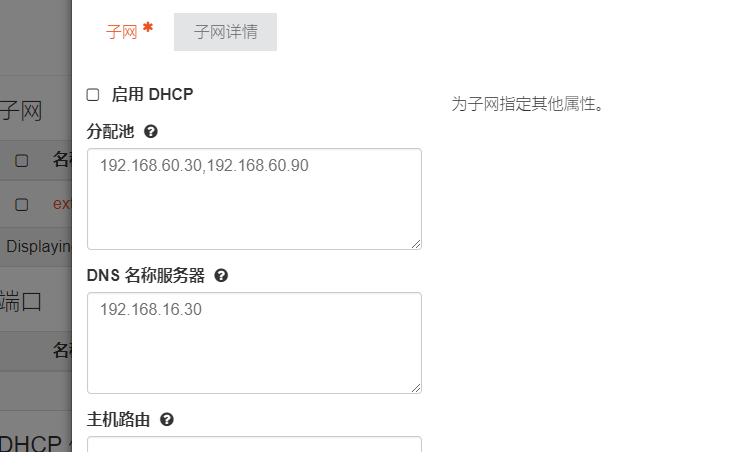 子网 *
子网详情
启用 DHCP
为子网指定其他属性。
分配池
192.168.60.30,192.168.60.90
DNS 名称服务器
192.168.16.30
主机路由
子网
名
ext
Displaying
端口
名
DHCP